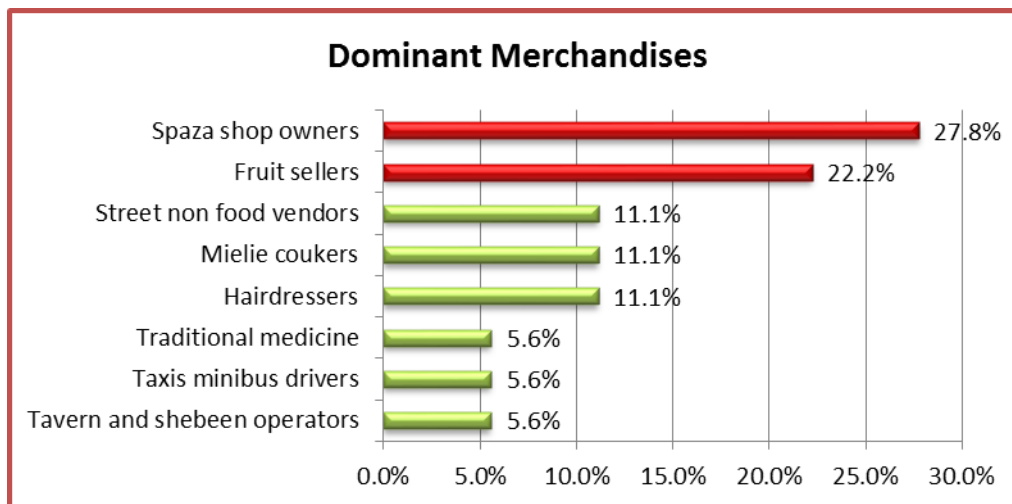 Dominant Merchandises
Spaza shop owners 27.8%
Fruit sellers 22.2%
Street non food vendors 11.1%
Mielie coukers 11.1%
Hairdressers 11.1%
Traditional medicine 5.6%
Taxis minibus drivers 5.6%
Tavern and shebeen operators 5.6%
0.0% 5.0% 10.0% 15.0% 20.0% 25.0% 30.0%